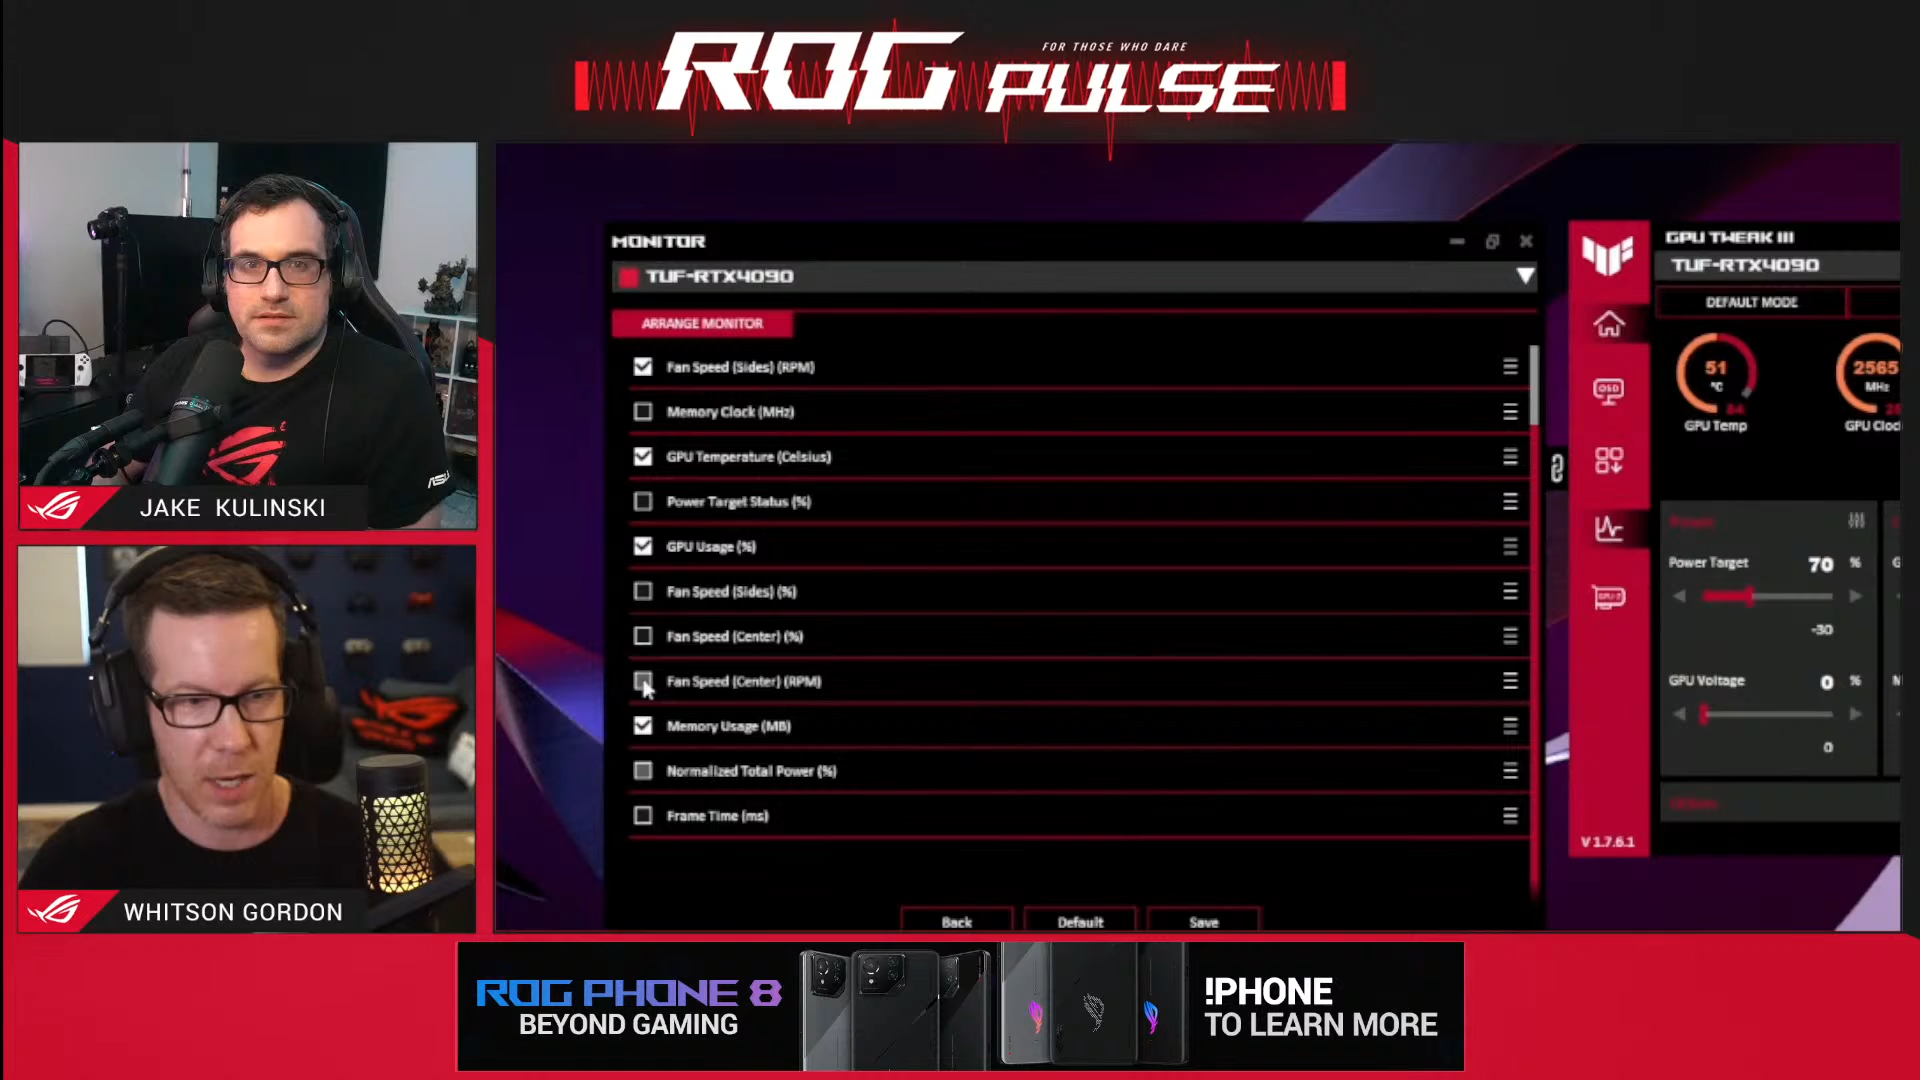 FOR THOSE WHO DARE
ROG PULSE
JAKE KULINSKI
ASUS
WHITSON GORDON
MONITOR
TUF-RTX4090
ARRANGE MONITOR
Fan Speed (Sides) (RPM)
Memory Clock (MHz)
GPU Temperature (Celsius)
Power Target Status (%)
GPU Usage (%)
Fan Speed (Sides) (%)
Fan Speed (Center) (%)
Fan Speed (Center) (RPM)
Memory Usage (MB)
Normalized Total Power (%)
Frame Time (ms)
Back
Default
Save
GPU TWEAK III
TUF-RTX4090
DEFAULT MODE
51
°C
84
GPU Temp
2565
MHz
GPU Cloc
OSD
Power Target
70 %
-30
GPU Voltage
0 %
0
V 1.7.6.1
ROG PHONE 8
BEYOND GAMING
!PHONE
TO LEARN MORE